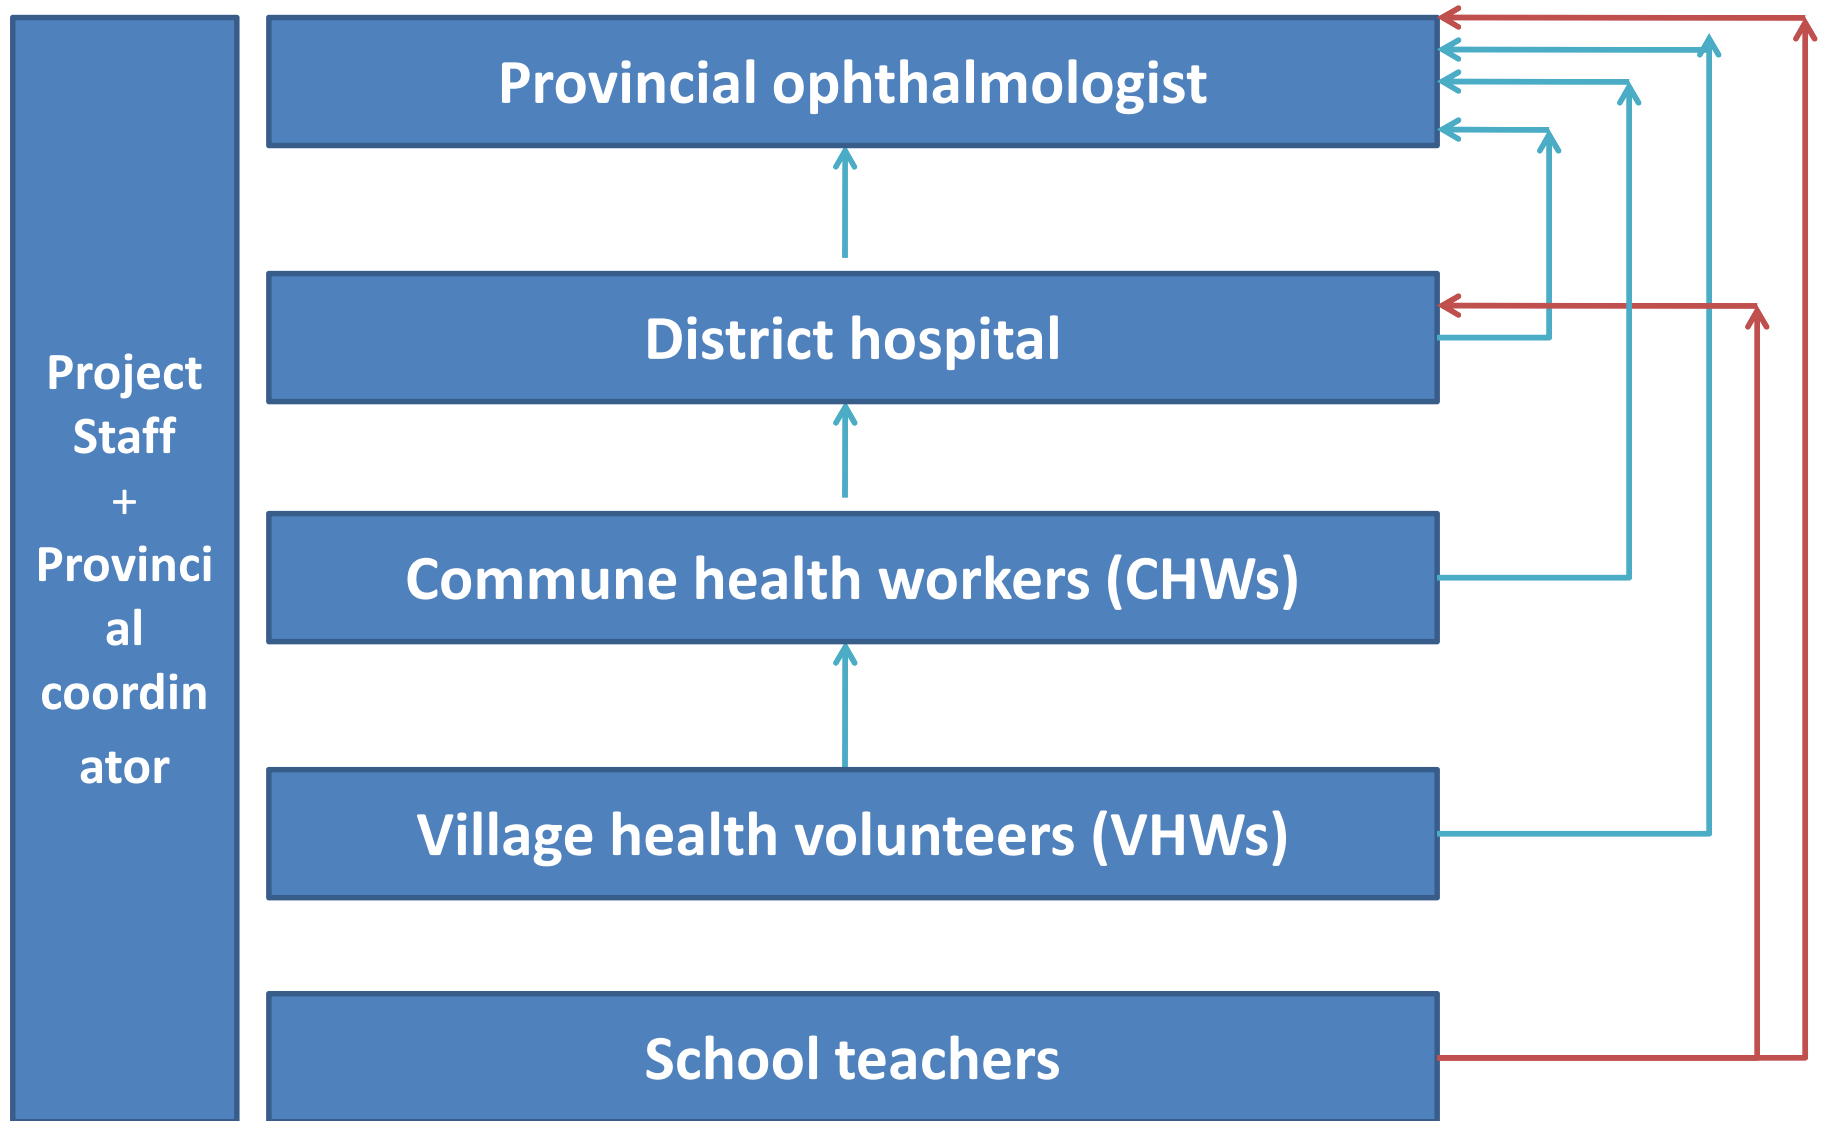 Project
Staff
+
Provinci
al
coordin
ator
Provincial ophthalmologist
District hospital
Commune health workers (CHWs)
Village health volunteers (VHWs)
School teachers